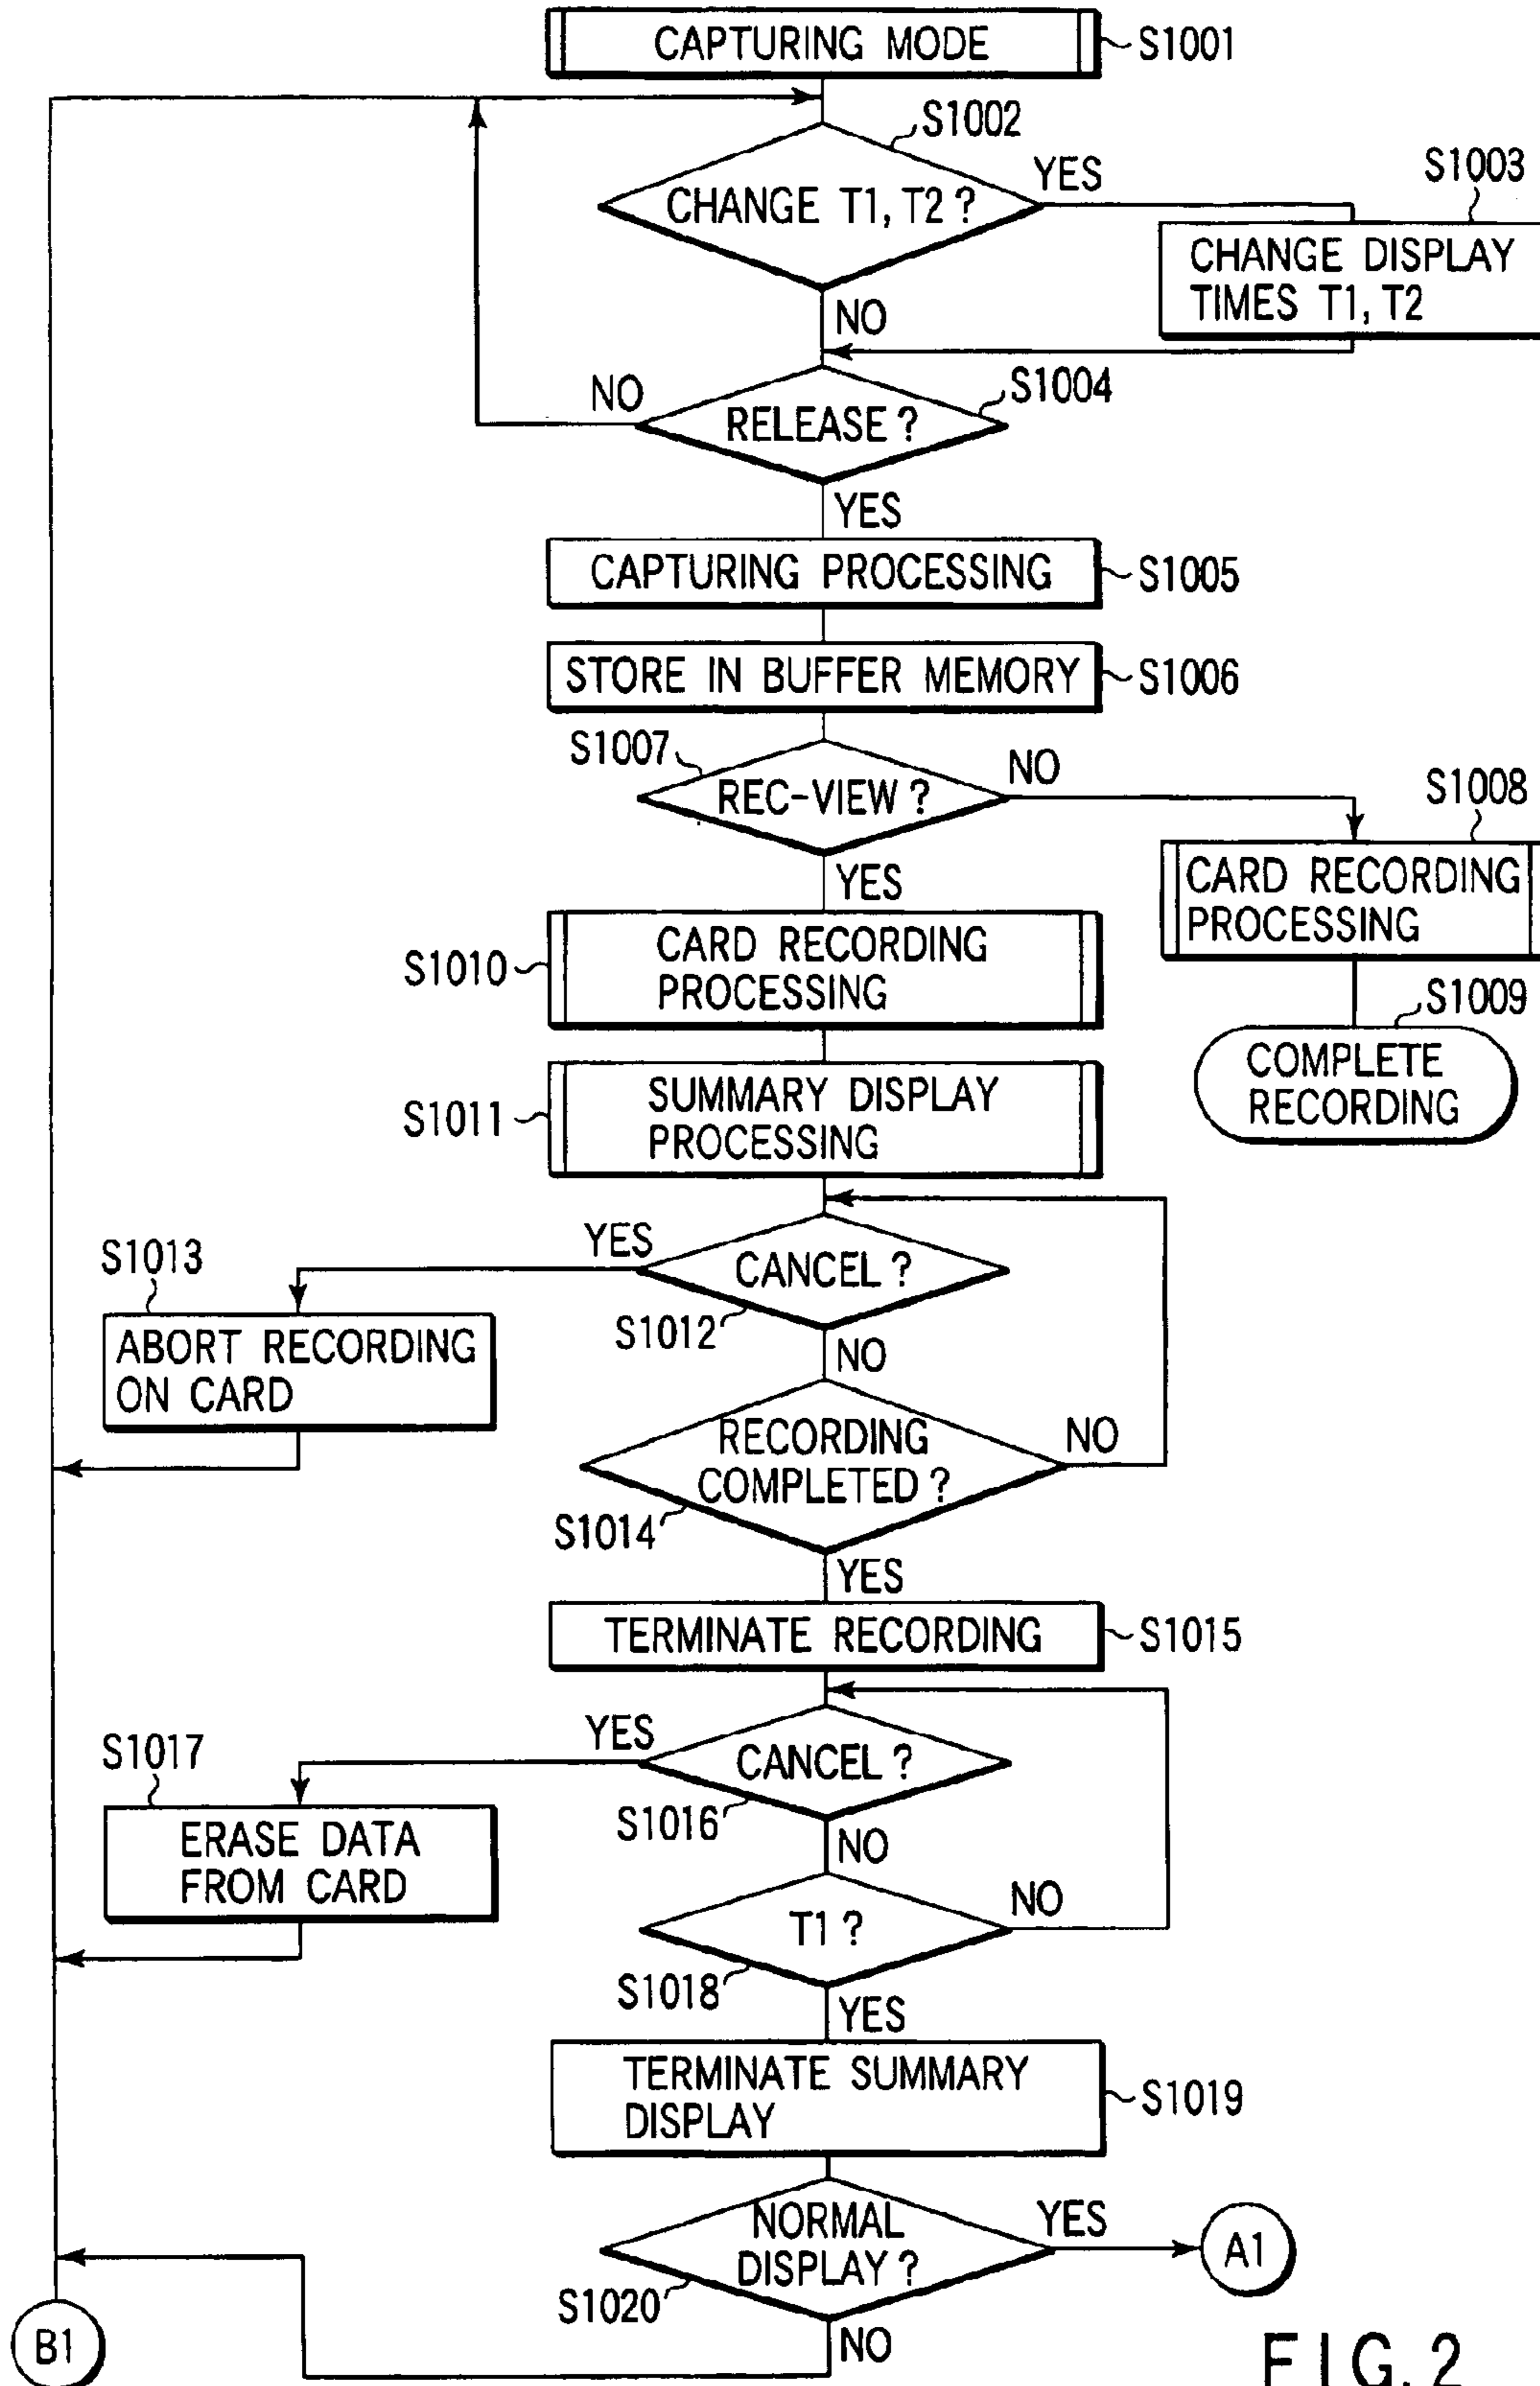 CAPTURING MODE
S1001
S1002
CHANGE T1, T2 ?
YES
S1003
CHANGE DISPLAY
TIMES T1, T2
NO
NO
S1004
RELEASE ?
YES
CAPTURING PROCESSING
S1005
STORE IN BUFFER MEMORY
S1006
S1007
REC-VIEW ?
NO
S1008
CARD RECORDING
PROCESSING
YES
S1010
CARD RECORDING
PROCESSING
S1009
COMPLETE
RECORDING
S1011
SUMMARY DISPLAY
PROCESSING
S1013
YES
CANCEL ?
S1012
ABORT RECORDING
ON CARD
NO
RECORDING
COMPLETED ?
NO
S1014
YES
TERMINATE RECORDING
S1015
S1017
YES
CANCEL ?
S1016
ERASE DATA
FROM CARD
NO
T1 ?
NO
S1018
YES
TERMINATE SUMMARY
DISPLAY
S1019
NORMAL
DISPLAY ?
YES
A1
S1020
NO
B1
FIG. 2